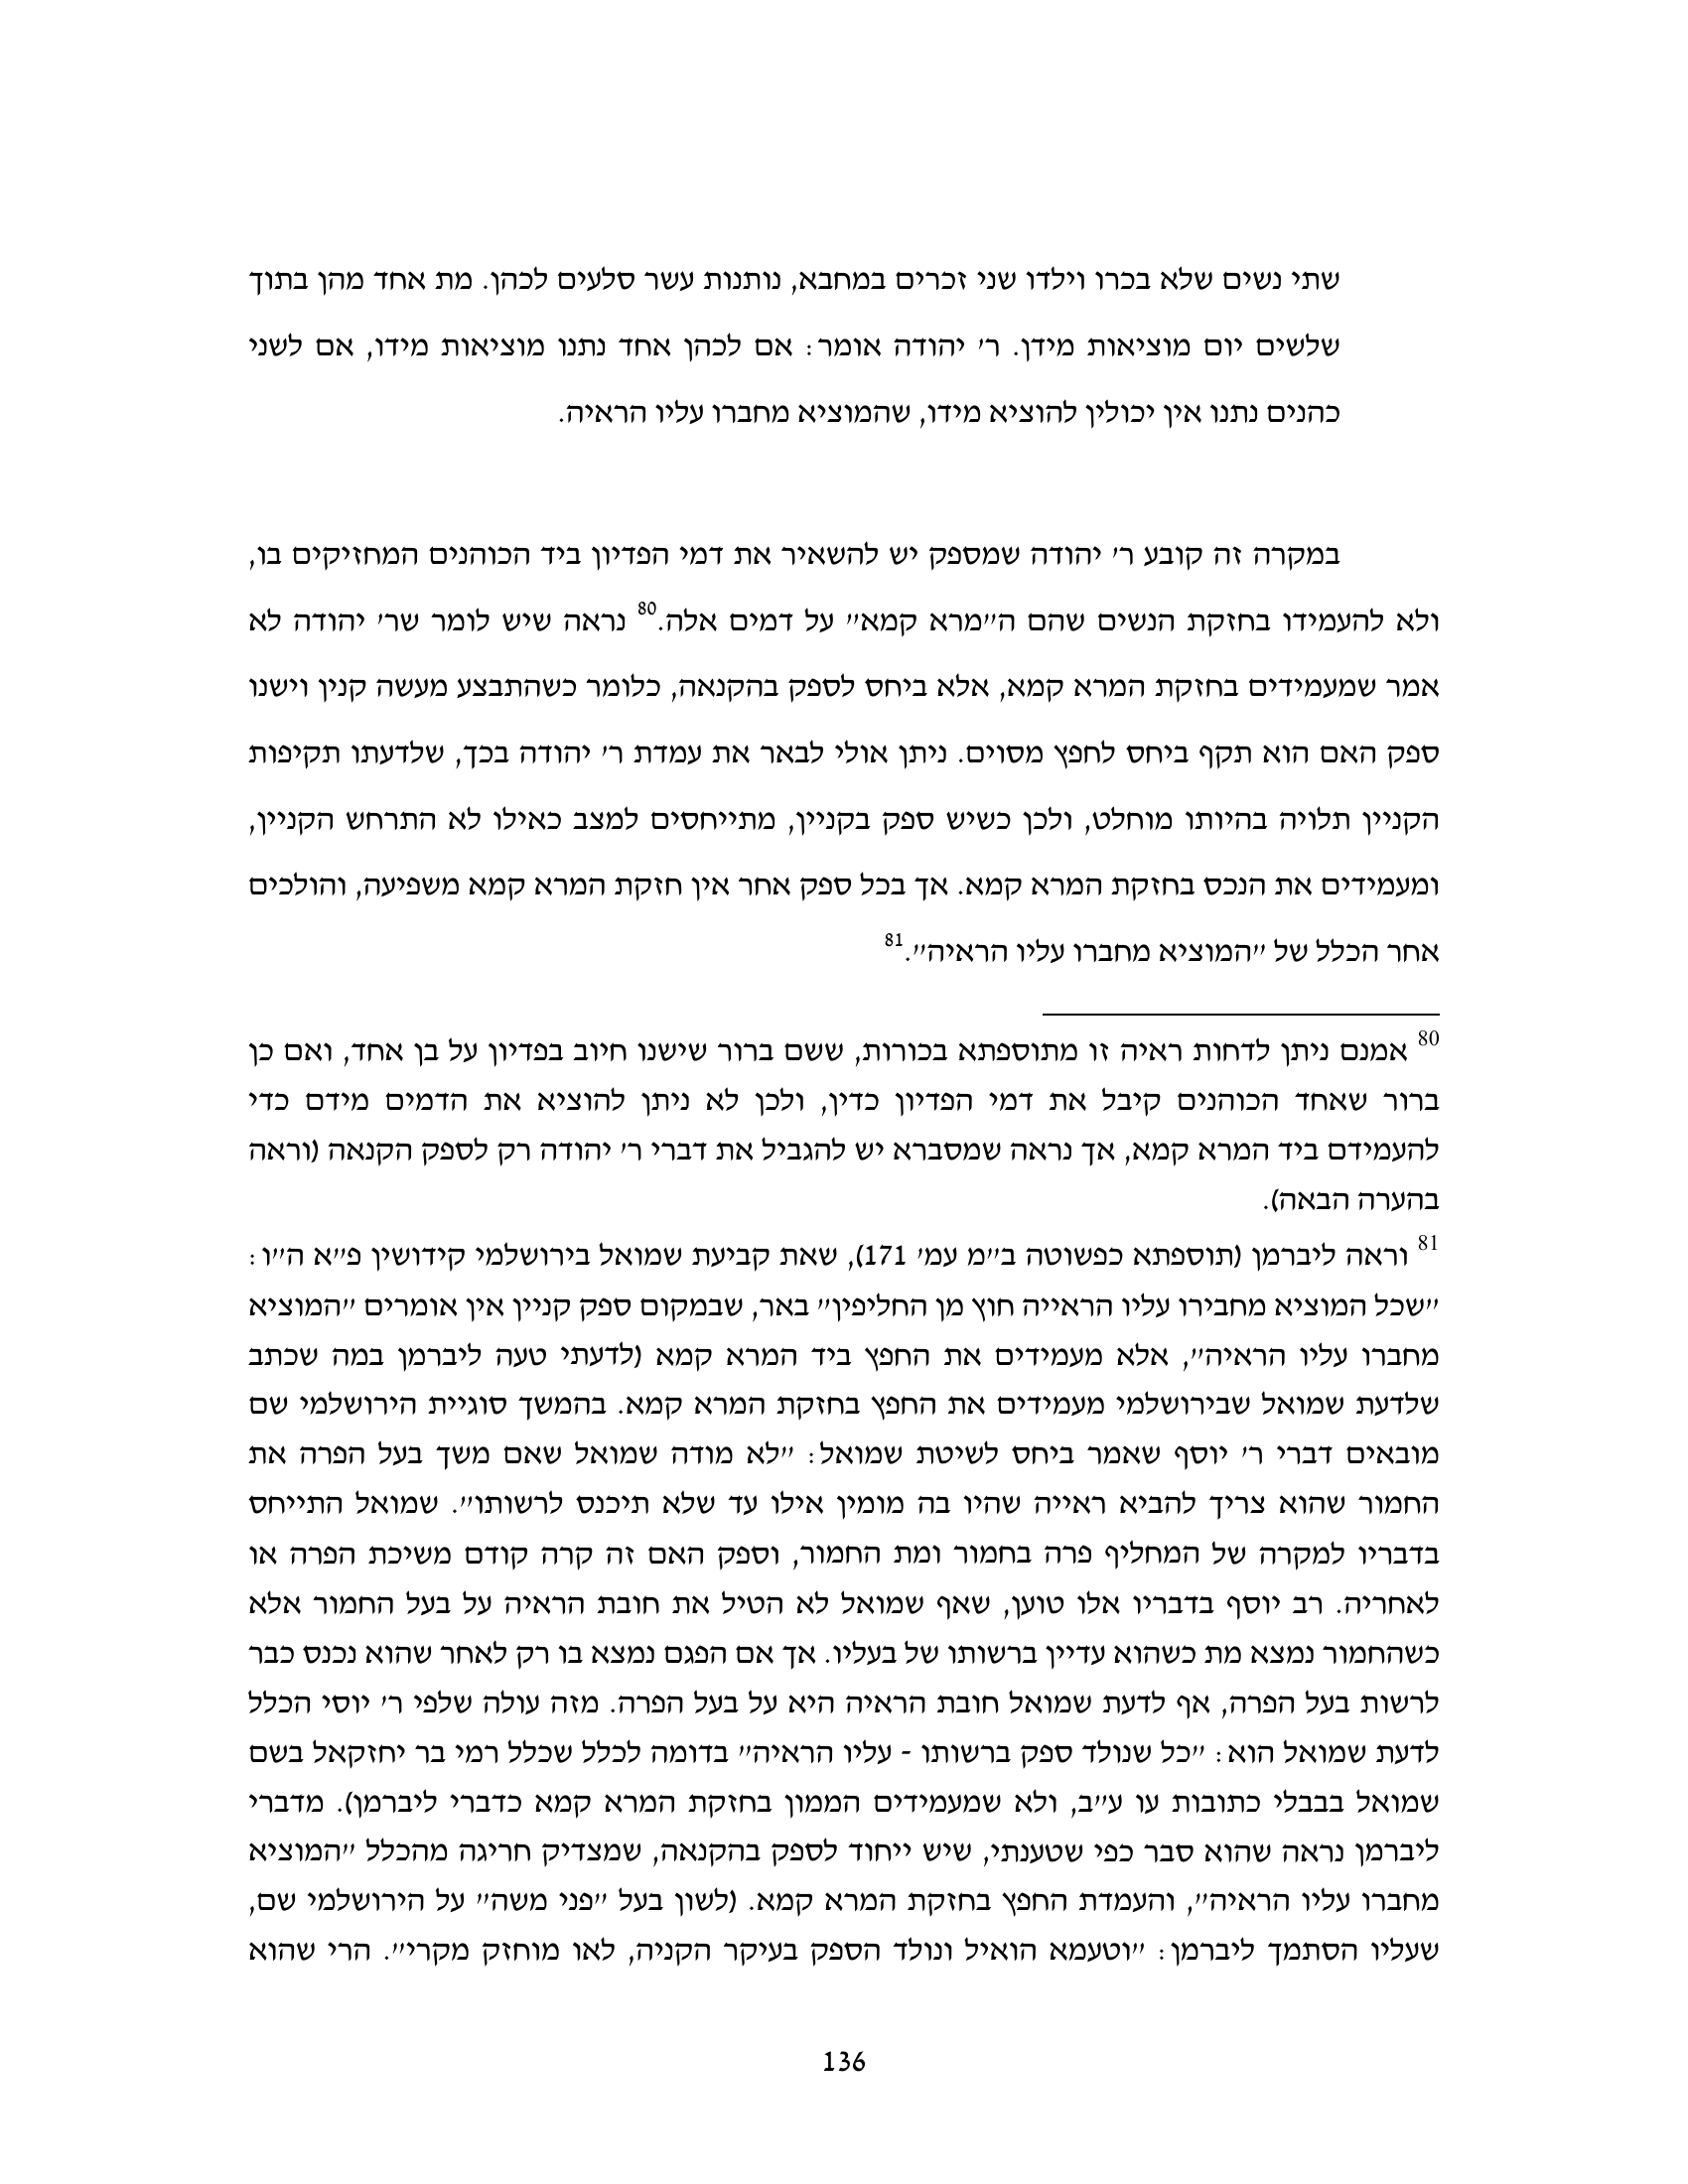 שתי נשים שלא בכרו וילדו שני זכרים במחבא, נותנות עשר סלעים לכהן. מת אחד מהן בתוך
שלשים יום מוציאות מידן. ר׳ יהודה אומר: אם לכהן אחד נתנו מוציאות מידו, אם לשני
כהנים נתנו אין יכולין להוציא מידו, שהמוציא מחברו עליו הראיה.
במקרה זה קובע ר׳ יהודה שמספק יש להשאיר את דמי הפדיון ביד הכוהנים המחזיקים בו,
ולא להעמידו בחזקת הנשים שהם ה״מרא קמא״ על דמים אלה.80 נראה שיש לומר שר׳ יהודה לא
אמר שמעמידים בחזקת המרא קמא, אלא ביחס לספק בהקנאה, כלומר כשהתבצע מעשה קנין וישנו
ספק האם הוא תקף ביחס לחפץ מסוים. ניתן אולי לבאר את עמדת ר׳ יהודה בכך, שלדעתו תקיפות
הקניין תלויה בהיותו מוחלט, ולכן כשיש ספק בקניין, מתייחסים למצב כאילו לא התרחש הקניין,
ומעמידים את הנכס בחזקת המרא קמא. אך בכל ספק אחר אין חזקת המרא קמא משפיעה, והולכים
אחר הכלל של ״המוציא מחברו עליו הראיה״.81
80 אמנם ניתן לדחות ראיה זו מתוספתא בכורות, ששם ברור שישנו חיוב בפדיון על בן אחד, ואם כן
ברור שאחד הכוהנים קיבל את דמי הפדיון כדין, ולכן לא ניתן להוציא את הדמים מידם כדי
להעמידם ביד המרא קמא, אך נראה שמסברא יש להגביל את דברי ר׳ יהודה רק לספק הקנאה (וראה
בהערה הבאה).
81 וראה ליברמן (תוספתא כפשוטה ב״מ עמ׳ 171), שאת קביעת שמואל בירושלמי קידושין פ״א ה״ו:
״שכל המוציא מחבירו עליו הראייה חוץ מן החליפין״ באר, שבמקום ספק קניין אין אומרים ״המוציא
מחברו עליו הראיה״, אלא מעמידים את החפץ ביד המרא קמא (לדעתי טעה ליברמן במה שכתב
שלדעת שמואל שבירושלמי מעמידים את החפץ בחזקת המרא קמא. בהמשך סוגיית הירושלמי שם
מובאים דברי ר׳ יוסף שאמר ביחס לשיטת שמואל: ״לא מודה שמואל שאם משך בעל הפרה את
החמור שהוא צריך להביא ראייה שהיו בה מומין אילו עד שלא תיכנס לרשותו״. שמואל התייחס
בדבריו למקרה של המחליף פרה בחמור ומת החמור, וספק האם זה קרה קודם משיכת הפרה או
לאחריה. רב יוסף בדבריו אלו טוען, שאף שמואל לא הטיל את חובת הראיה על בעל החמור אלא
כשהחמור נמצא מת כשהוא עדיין ברשותו של בעליו. אך אם הפגם נמצא בו רק לאחר שהוא נכנס כבר
לרשות בעל הפרה, אף לדעת שמואל חובת הראיה היא על בעל הפרה. מזה עולה שלפי ר׳ יוסי הכלל
לדעת שמואל הוא: ״כל שנולד ספק ברשותו - עליו הראיה״ בדומה לכלל שכלל רמי בר יחזקאל בשם
שמואל בבבלי כתובות עו ע״ב, ולא שמעמידים הממון בחזקת המרא קמא כדברי ליברמן). מדברי
ליברמן נראה שהוא סבר כפי שטענתי, שיש ייחוד לספק בהקנאה, שמצדיק חריגה מהכלל ״המוציא
מחברו עליו הראיה״, והעמדת החפץ בחזקת המרא קמא. (לשון בעל ״פני משה״ על הירושלמי שם,
שעליו הסתמך ליברמן: ״וטעמא הואיל ונולד הספק בעיקר הקניה, לאו מוחזק מקרי״. הרי שהוא
136